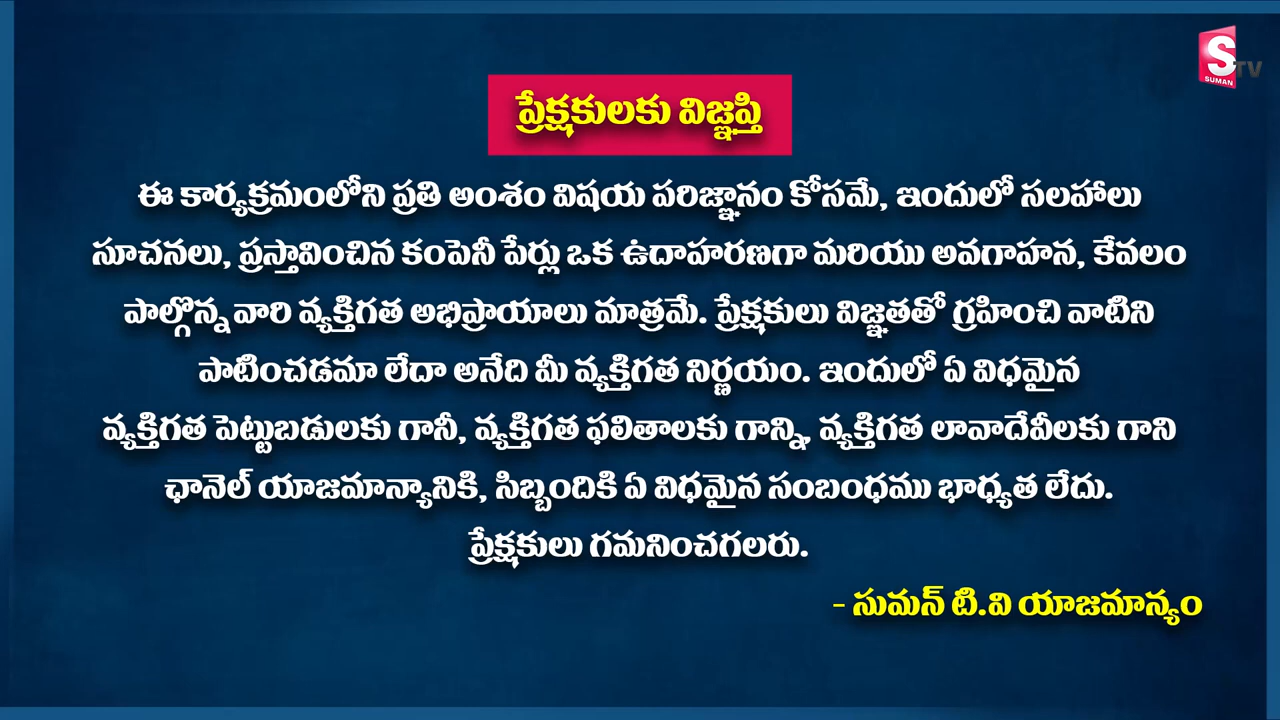 S TV
SUMAN
ప్రేక్షకులకు విజ్ఞప్తి
ఈ కార్యక్రమంలోని ప్రతి అంశం విషయ పరిజ్ఞానం కోసమే, ఇందులో సలహాలు
సూచనలు, ప్రస్తావించిన కంపెనీ పేర్లు ఒక ఉదాహరణగా మరియు అవగాహన, కేవలం
పాల్గొన్న వారి వ్యక్తిగత అభిప్రాయాలు మాత్రమే. ప్రేక్షకులు విజ్ఞతతో గ్రహించి వాటిని
పాటించడమా లేదా అనేది మీ వ్యక్తిగత నిర్ణయం. ఇందులో ఏ విధమైన
వ్యక్తిగత పెట్టుబడులకు గానీ, వ్యక్తిగత ఫలితాలకు గాన్ని, వ్యక్తిగత లావాదేవీలకు గాని
ఛానెల్ యాజమాన్యానికి, సిబ్బందికి ఏ విధమైన సంబంధము భాధ్యత లేదు.
ప్రేక్షకులు గమనించగలరు.
- సుమన్ టి.వి యాజమాన్యం